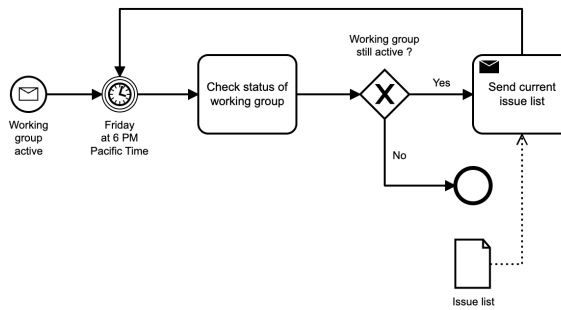 Working group
still active ?
Check status of
working group
Yes
Send current
issue list
Working
group
active
Friday
at 6 PM
Pacific Time
X
No
Issue list